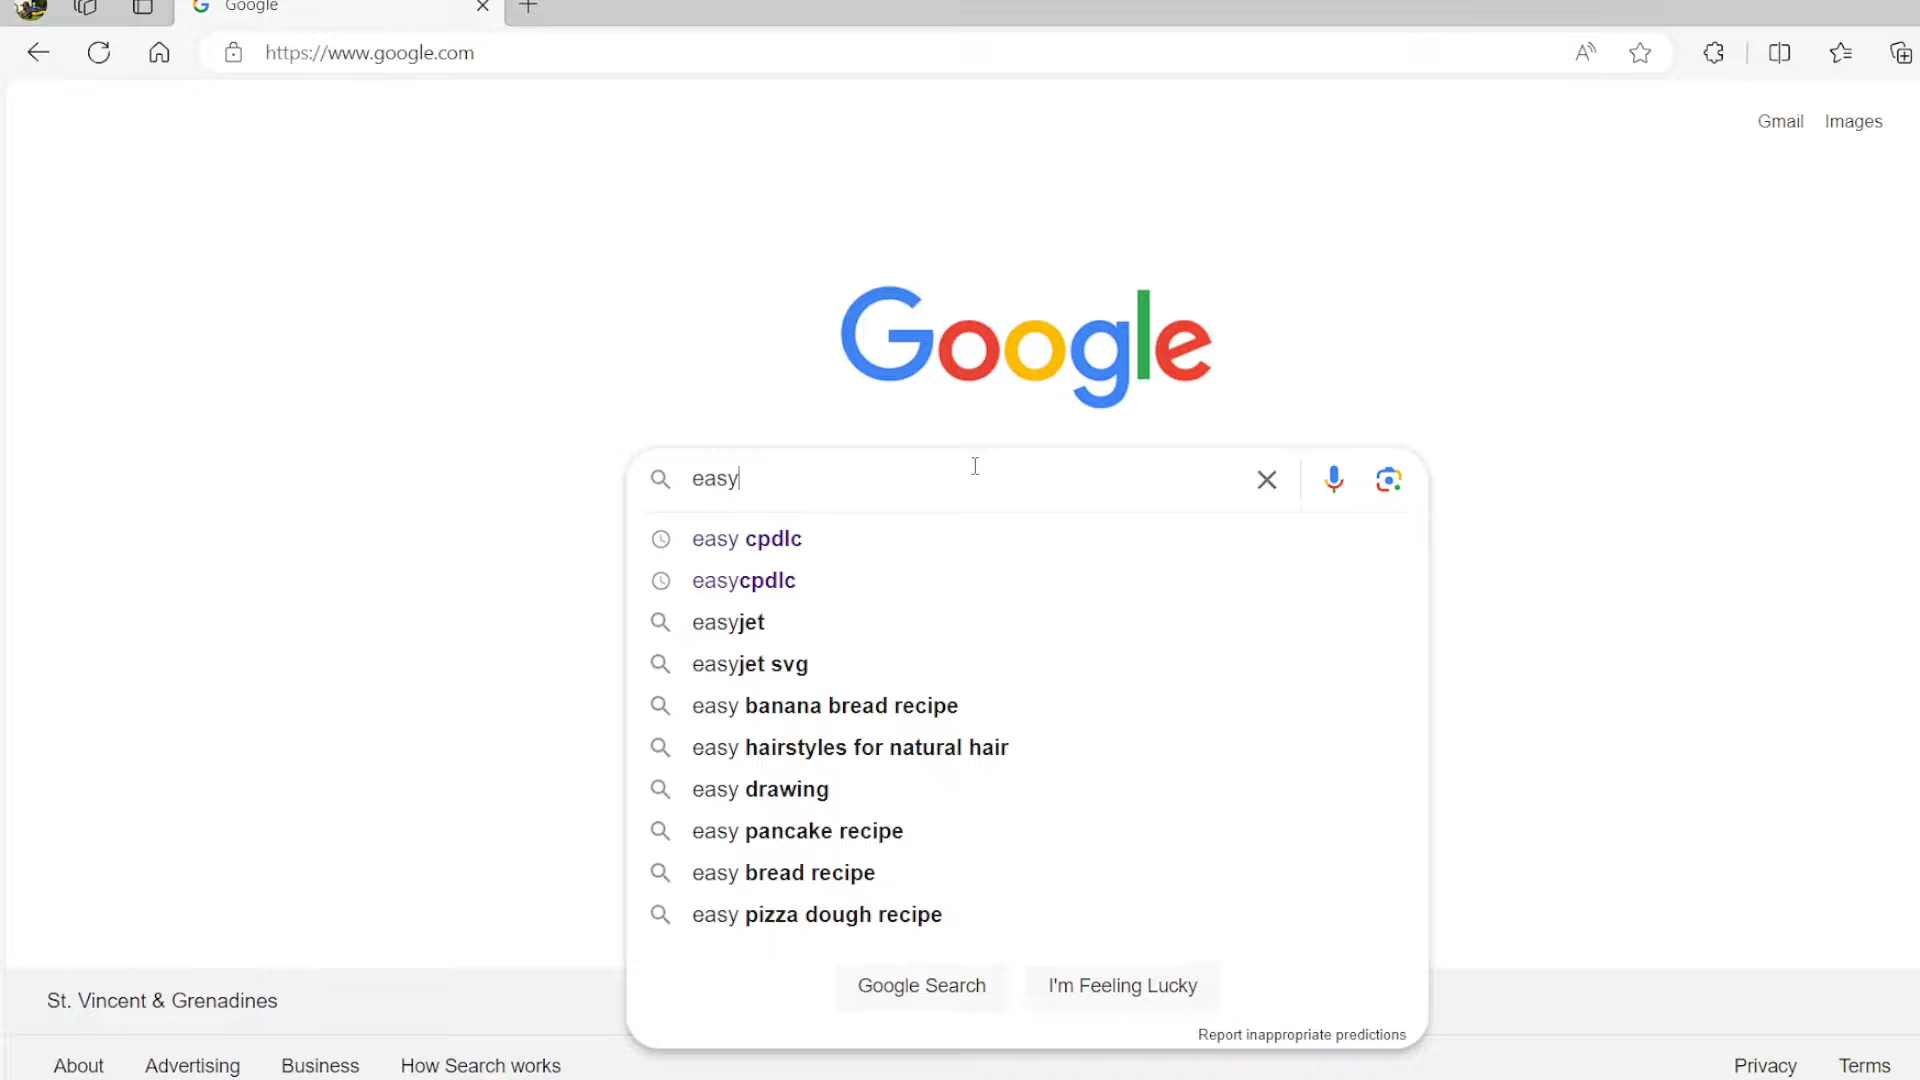 Google
https://www.google.com
Gmail Images
Google
easy
easy cpdlc
easycpdlc
easyjet
easyjet svg
easy banana bread recipe
easy hairstyles for natural hair
easy drawing
easy pancake recipe
easy bread recipe
easy pizza dough recipe
Google Search I'm Feeling Lucky
Report inappropriate predictions
St. Vincent & Grenadines
About Advertising Business How Search works Privacy Terms